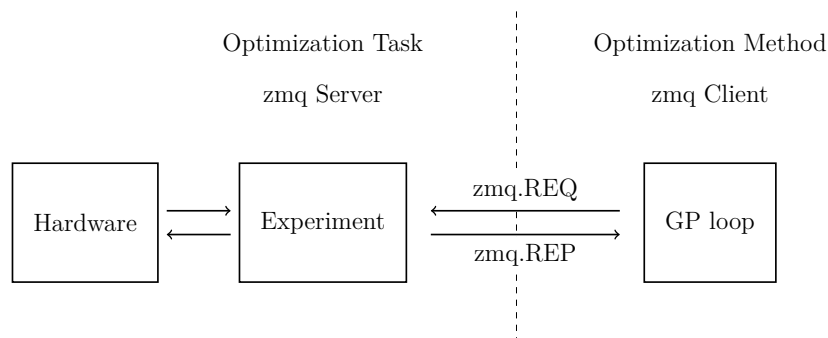 Optimization Task
Optimization Method
zmq Server
zmq Client
Hardware
Experiment
zmq.REQ
zmq.REP
GP loop